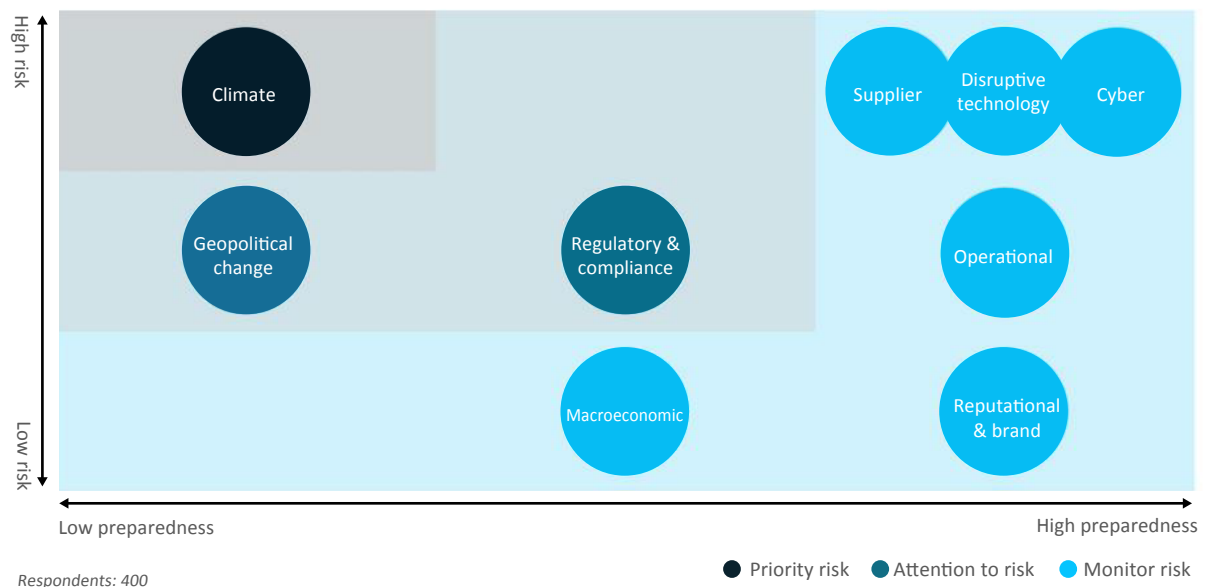 High risk
Climate
Supplier
Disruptive
technology
Cyber
Geopolitical
change
Regulatory &
compliance
Operational
Macroeconomic
Reputational
& brand
Low risk
Low preparedness
High preparedness
Priority risk
Attention to risk
Monitor risk
Respondents: 400